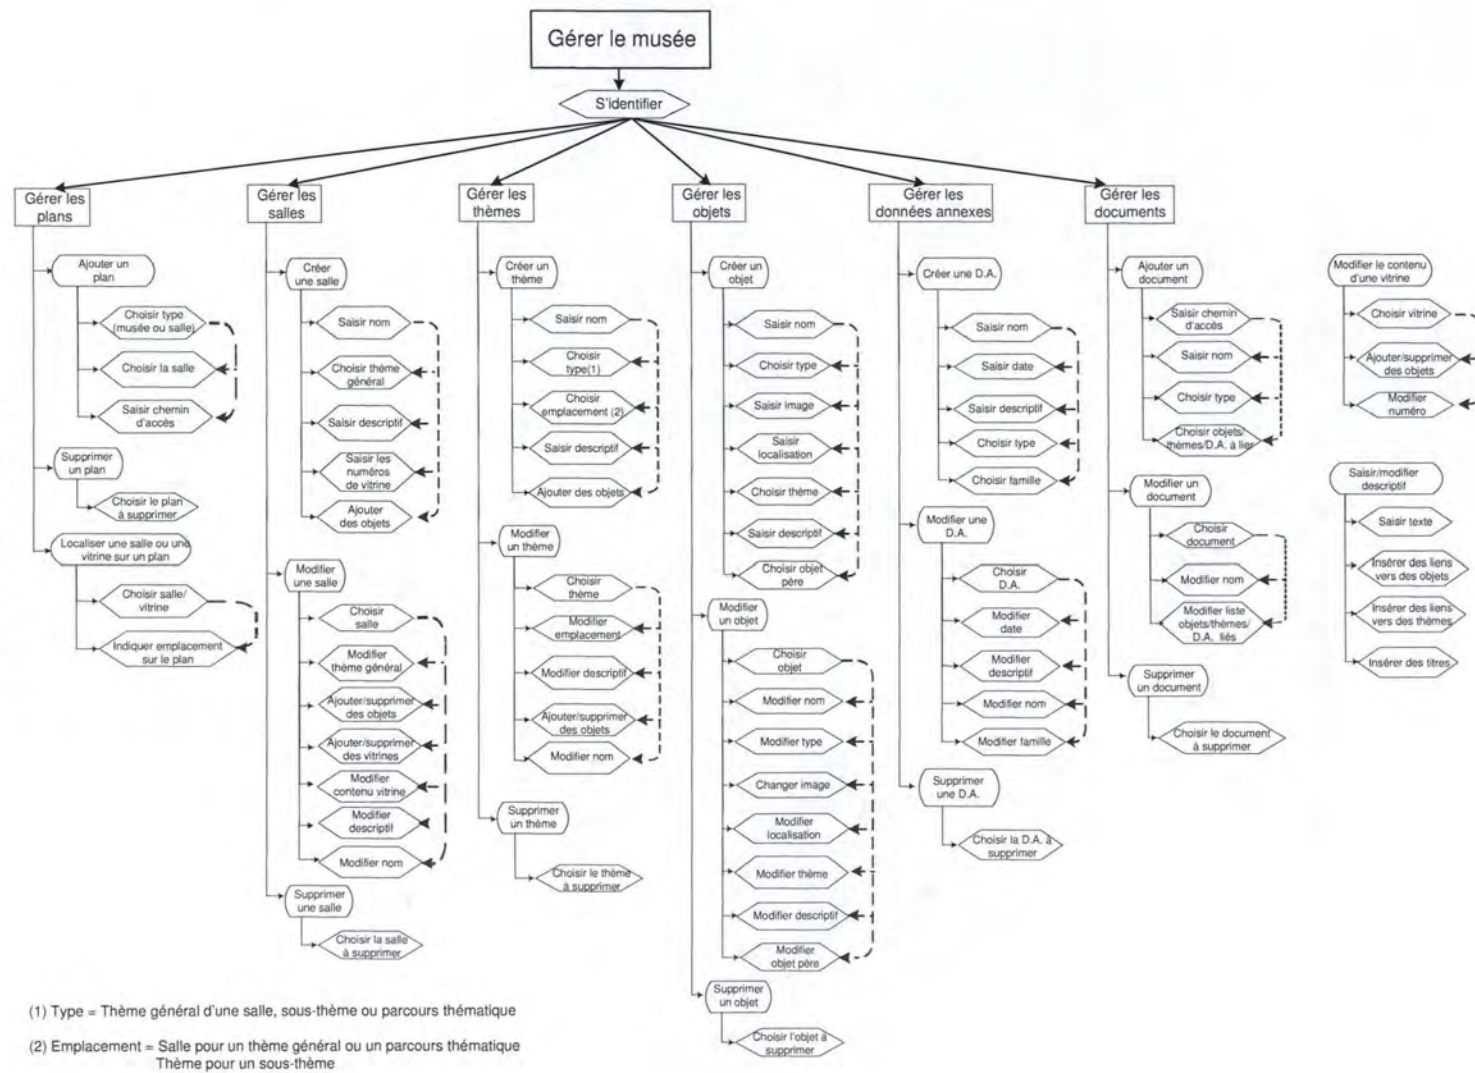 Gérer le musée
S'identifier
Gérer les
plans
Ajouter un
plan
Choisir type
(musée ou salle)
Choisir la salle
Saisir chemin
d'accès
Supprimer
un plan
Choisir le plan
à supprimer
Localiser une salle ou une
vitrine sur un plan
Choisir salle/
vitrine
Indiquer emplacement
sur le plan
Gérer les
salles
Créer
une salle
Saisir nom
Choisir thème
général
Saisir descriptif
Saisir les
numéros
de vitrine
Ajouter
des objets
Modifier
une salle
Choisir
salle
Modifier
thème général
Ajouter/supprimer
des objets
Ajouter/supprimer
des vitrines
Modifier
contenu vitrine
Modifier
descriptif
Modifier nom
Supprimer
une salle
Choisir la salle
à supprimer
Gérer les
thèmes
Créer un
thème
Saisir nom
Choisir
type(1)
Choisir
emplacement (2)
Saisir descriptif
Ajouter des objets
Modifier
un thème
Choisir
thème
Modifier
emplacement
Modifier descriptif
Ajouter/supprimer
des objets
Modifier nom
Supprimer
un thème
Choisir le thème
à supprimer
Gérer les
objets
Créer un
objet
Saisir nom
Choisir type
Saisir image
Saisir
localisation
Choisir thème
Saisir descriptif
Choisir objet
père
Modifier
un objet
Choisir
objet
Modifier nom
Modifier type
Changer image
Modifier
localisation
Modifier thème
Modifier descriptif
Modifier
objet père
Supprimer
un objet
Choisir l'objet à
supprimer
Gérer les
données annexes
Créer une D.A.
Saisir nom
Saisir date
Saisir descriptif
Choisir type
Choisir famille
Modifier une
D.A.
Choisir
D.A.
Modifier
date
Modifier
descriptif
Modifier nom
Modifier famille
Supprimer
une D.A.
Choisir la D.A. à
supprimer
Gérer les
documents
Ajouter un
document
Saisir chemin
d'accès
Saisir nom
Choisir type
Choisir objets/
thèmes/D.A. à lier
Modifier un
document
Choisir
document
Modifier nom
Modifier liste
objets/thèmes/
D.A. liés
Supprimer
un document
Choisir le document
à supprimer
Modifier le contenu
d'une vitrine
Choisir vitrine
Ajouter/supprimer
des objets
Modifier
numéro
Saisir/modifier
descriptif
Saisir texte
Insérer des liens
vers des objets
Insérer des liens
vers des thèmes
Insérer des titres
(1) Type = Thème général d'une salle, sous-thème ou parcours thématique
(2) Emplacement = Salle pour un thème général ou un parcours thématique
Thème pour un sous-thème